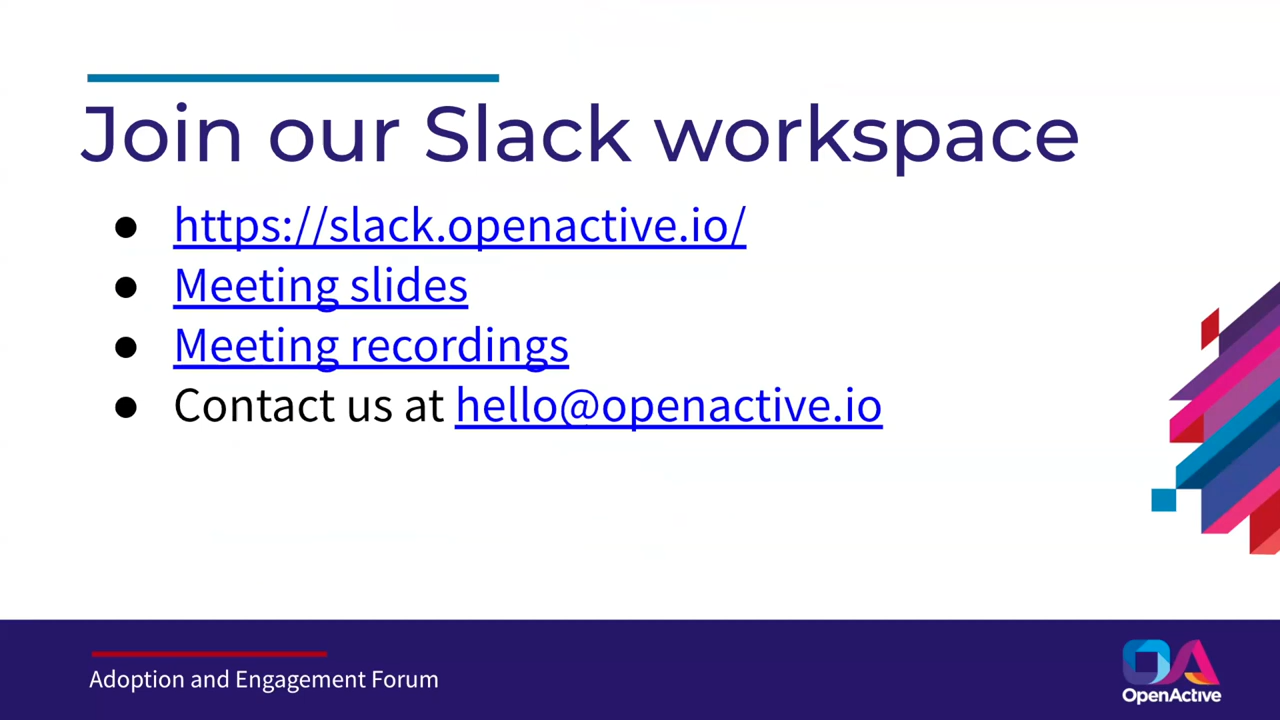 Join our Slack workspace
● https://slack.openactive.io/
● Meeting slides
● Meeting recordings
● Contact us at hello@openactive.io
Adoption and Engagement Forum
OA
OpenActive